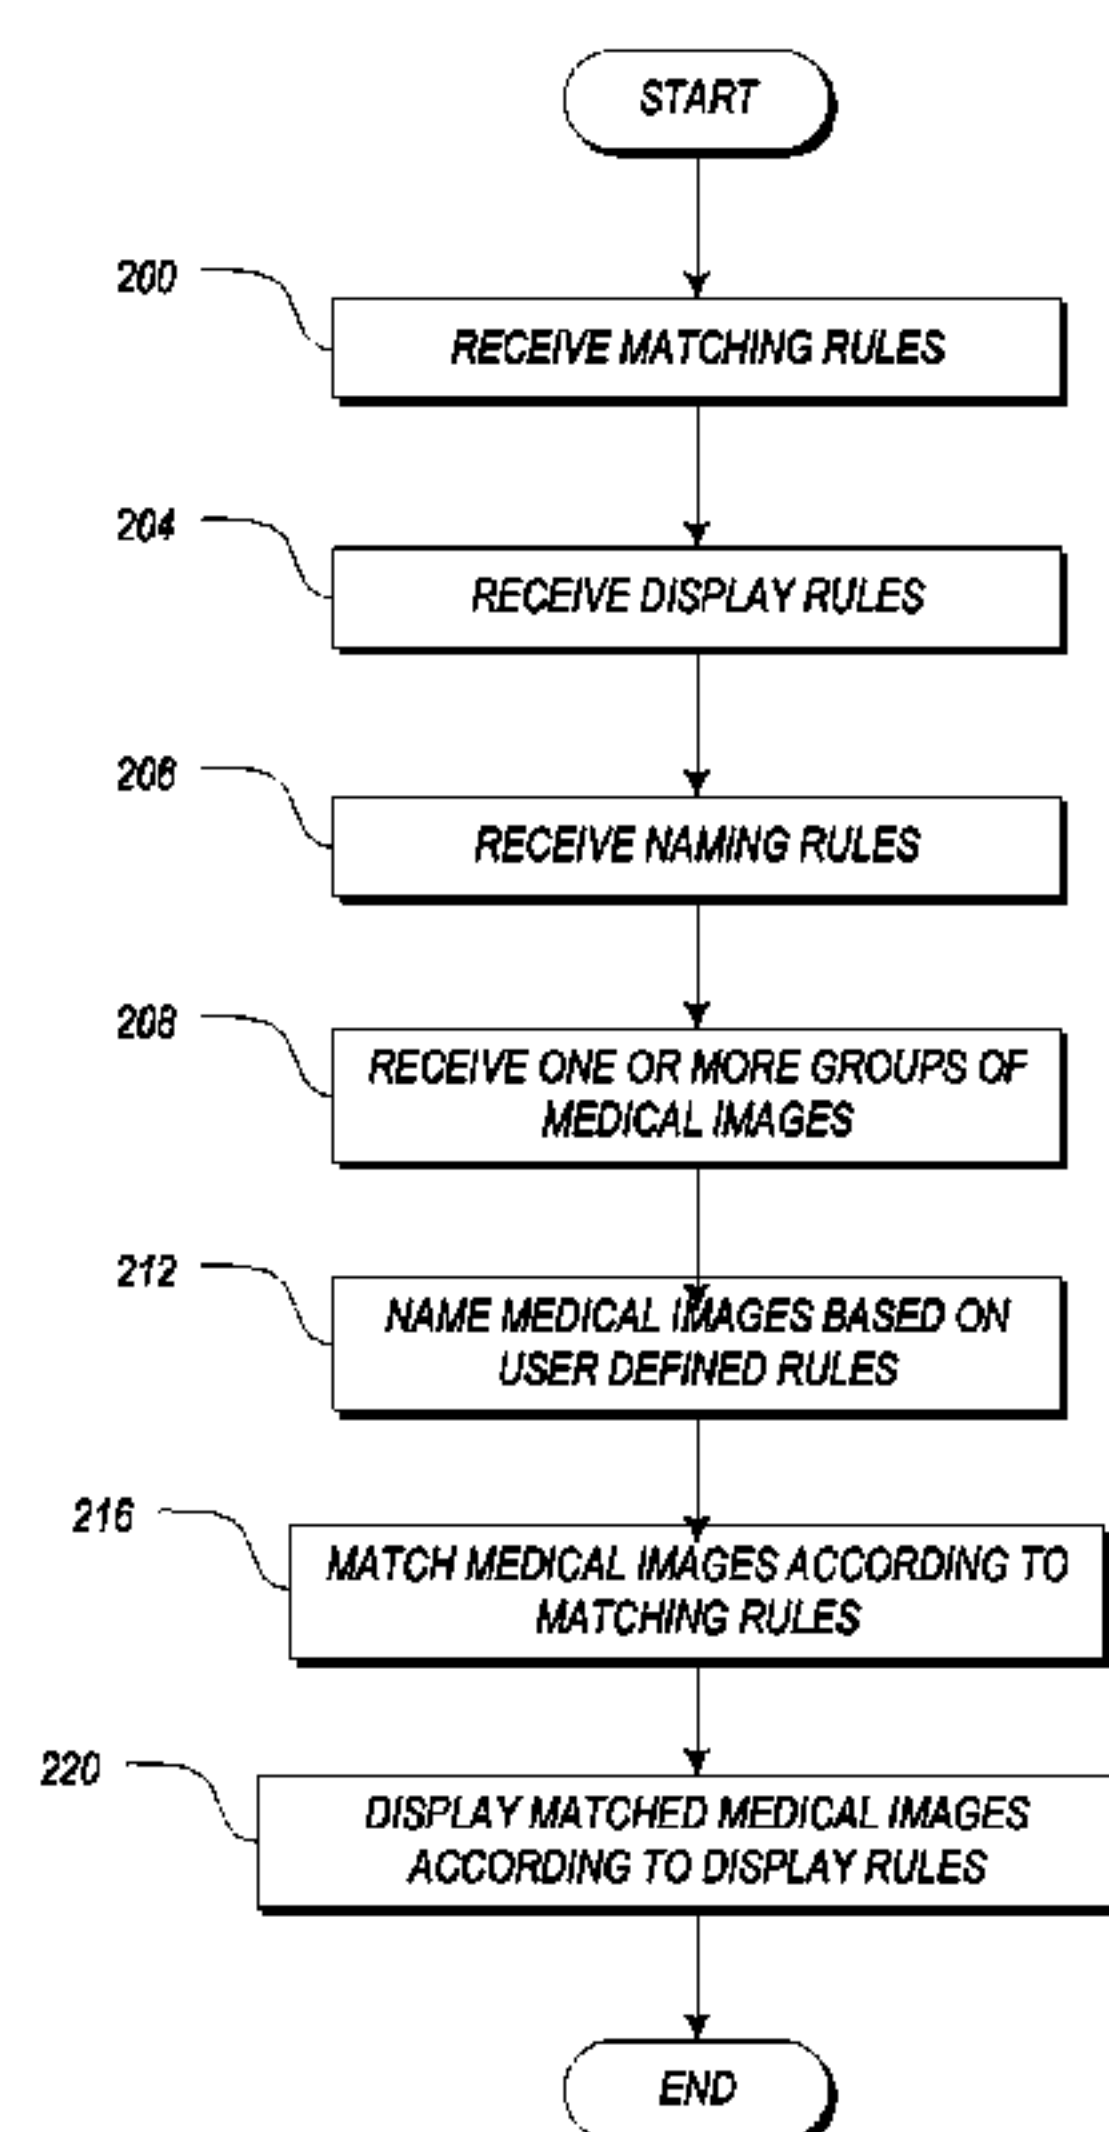 START
200
RECEIVE MATCHING RULES
204
RECEIVE DISPLAY RULES
206
RECEIVE NAMING RULES
208
RECEIVE ONE OR MORE GROUPS OF
MEDICAL IMAGES
212
NAME MEDICAL IMAGES BASED ON
USER DEFINED RULES
216
MATCH MEDICAL IMAGES ACCORDING TO
MATCHING RULES
220
DISPLAY MATCHED MEDICAL IMAGES
ACCORDING TO DISPLAY RULES
END